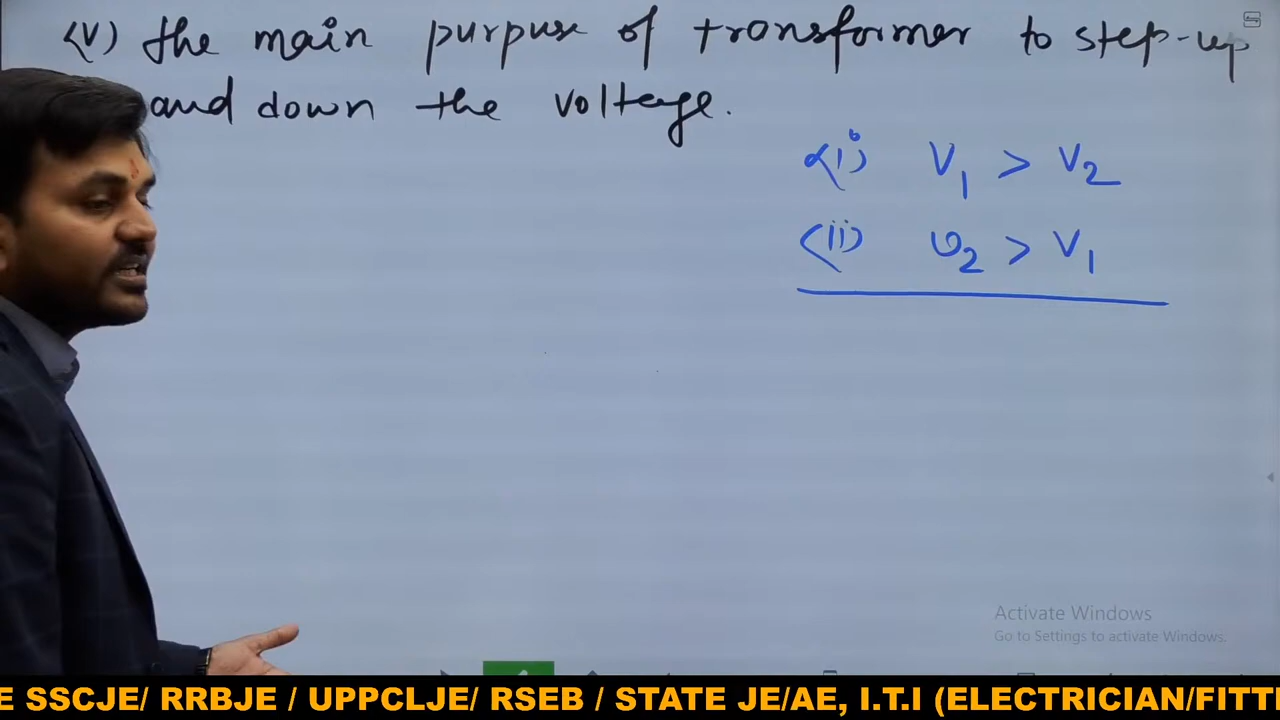 (V) the main purpuse of transformer to step-up
and down the voltage.
(i) V1 > V2
(ii) V2 > V1
Activate Windows
Go to Settings to activate Windows.
E SSCJE/ RRBJE / UPPCLJE/ RSEB / STATE JE/AE, I.T.I (ELECTRICIAN/FITT